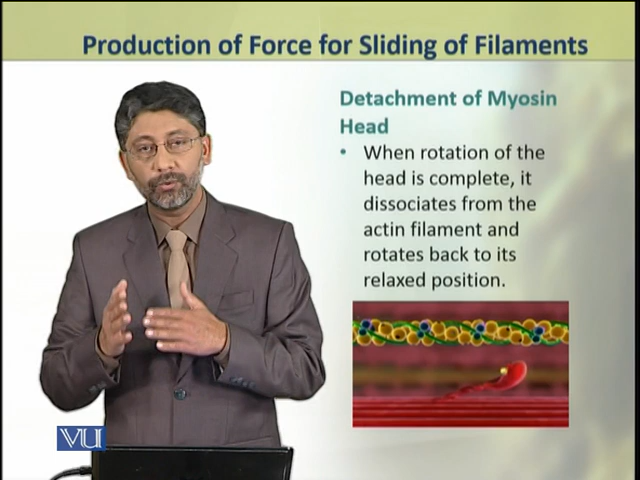 Production of Force for Sliding of Filaments
Detachment of Myosin
Head
• When rotation of the
head is complete, it
dissociates from the
actin filament and
rotates back to its
relaxed position.
VU